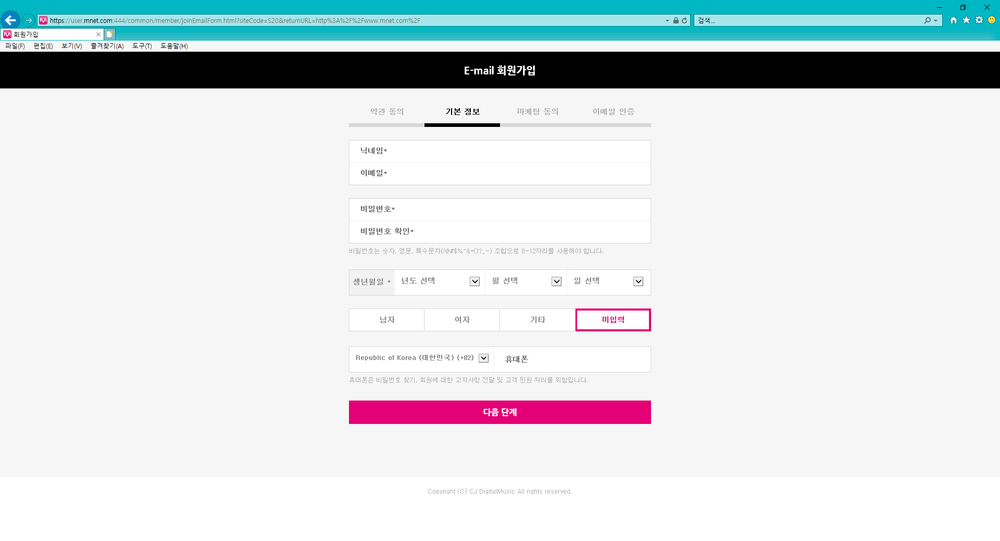 https://user.mnet.com:444/common/member/joinEmailForm.html?siteCode=S20&returnURL=http%3A%2F%2Fwww.mnet.com%2F
검색...
회원가입
파일(F) 편집(E) 보기(V) 즐겨찾기(A) 도구(T) 도움말(H)
E-mail 회원가입
약관 동의 기본 정보 마케팅 동의 이메일 인증
닉네임*
이메일*
비밀번호*
비밀번호 확인*
비밀번호는 숫자, 영문, 특수문자(!@#$%^&*()?_~) 조합으로 8~12자리를 사용해야 합니다.
생년월일 * 년도 선택 월 선택 일 선택
남자 여자 기타 미입력
Republic of Korea (대한민국) (+82) 휴대폰
휴대폰은 비밀번호 찾기, 회원에 대한 고지사항 전달 및 고객 민원 처리를 위함입니다.
다음 단계
Copyright (C) CJ DigitalMusic All rights reserved.